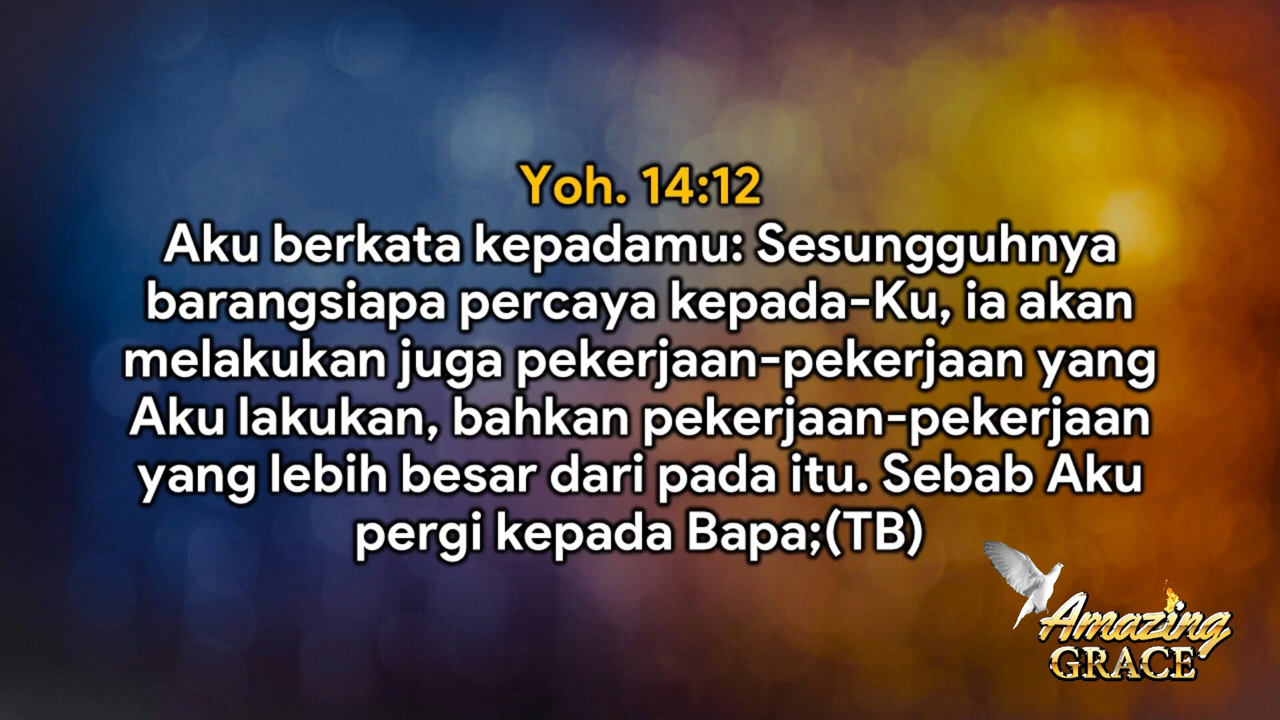 Yoh. 14:12
Aku berkata kepadamu: Sesungguhnya
barangsiapa percaya kepada-Ku, ia akan
melakukan juga pekerjaan-pekerjaan yang
Aku lakukan, bahkan pekerjaan-pekerjaan
yang lebih besar dari pada itu. Sebab Aku
pergi kepada Bapa;(TB)
Amazing
GRACE